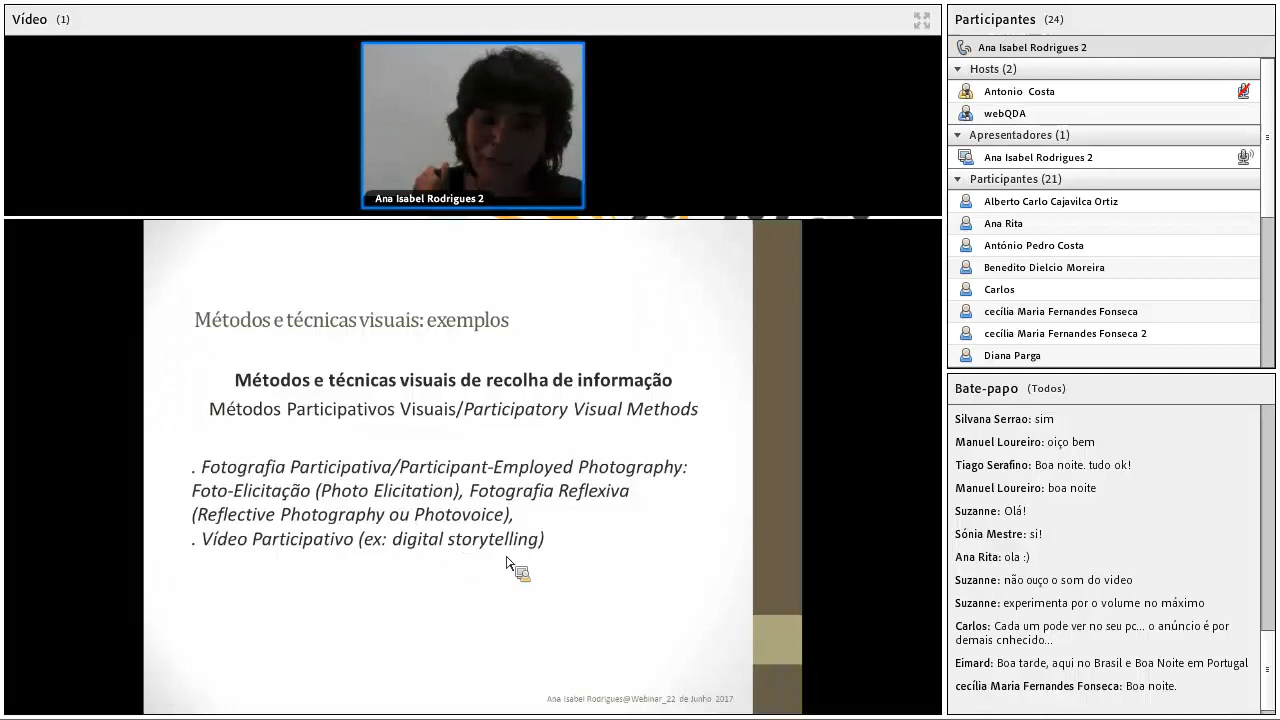 Vídeo (1)
Ana Isabel Rodrigues 2
Métodos e técnicas visuais: exemplos
Métodos e técnicas visuais de recolha de informação
Métodos Participativos Visuais/Participatory Visual Methods
. Fotografia Participativa/Participant-Employed Photography:
Foto-Elicitação (Photo Elicitation), Fotografia Reflexiva
(Reflective Photography ou Photovoice),
. Vídeo Participativo (ex: digital storytelling)
Ana Isabel Rodrigues@Webinar_22 de Junho 2017
Participantes (24)
Ana Isabel Rodrigues 2
Hosts (2)
Antonio Costa
webQDA
Apresentadores (1)
Ana Isabel Rodrigues 2
Participantes (21)
Alberto Carlo Cajavilca Ortiz
Ana Rita
António Pedro Costa
Benedito Dielcio Moreira
Carlos
cecília Maria Fernandes Fonseca
cecília Maria Fernandes Fonseca 2
Diana Parga
Bate-papo (Todos)
Silvana Serrao: sim
Manuel Loureiro: oiço bem
Tiago Serafino: Boa noite. tudo ok!
Manuel Loureiro: boa noite
Suzanne: Olá!
Sónia Mestre: si!
Ana Rita: ola :)
Suzanne: não ouço o som do video
Suzanne: experimenta por o volume no máximo
Carlos: Cada um pode ver no seu pc... o anúncio é por
demais cnhecido...
Eimard: Boa tarde, aqui no Brasil e Boa Noite em Portugal
cecília Maria Fernandes Fonseca: Boa noite.